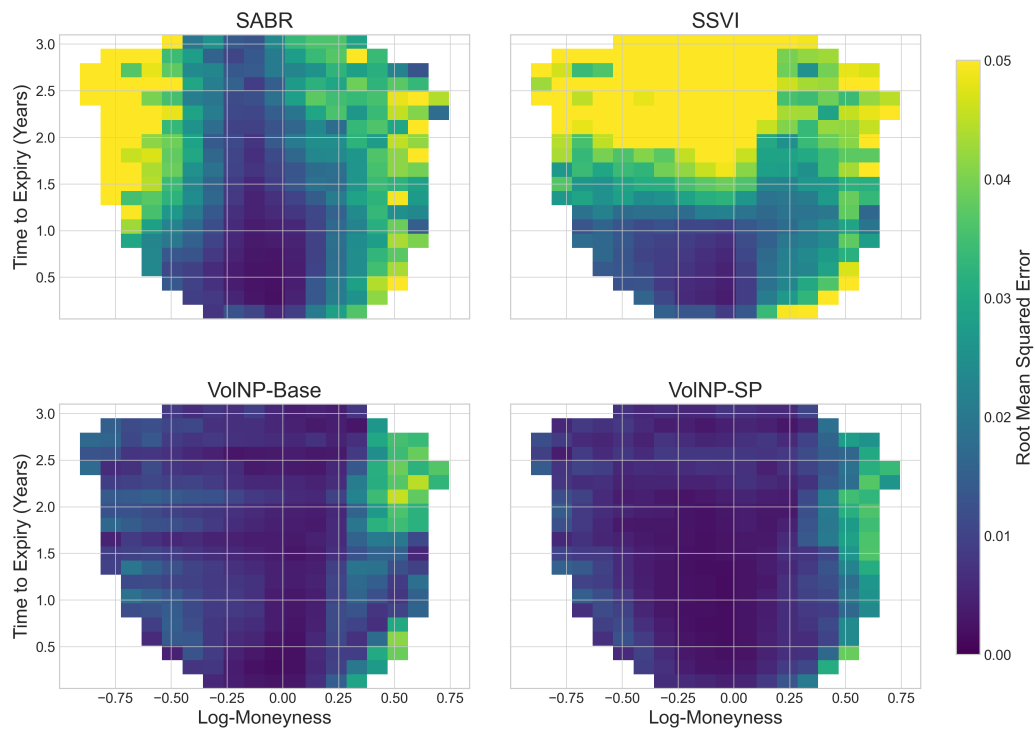 SABR
SSVI
3.0
2.5
2.0
1.5
1.0
0.5
Time to Expiry (Years)
0.05
0.04
0.03
0.02
0.01
0.00
Root Mean Squared Error
VolNP-Base
VolNP-SP
3.0
2.5
2.0
1.5
1.0
0.5
Time to Expiry (Years)
−0.75 −0.50 −0.25 0.00 0.25 0.50 0.75
Log-Moneyness
−0.75 −0.50 −0.25 0.00 0.25 0.50 0.75
Log-Moneyness